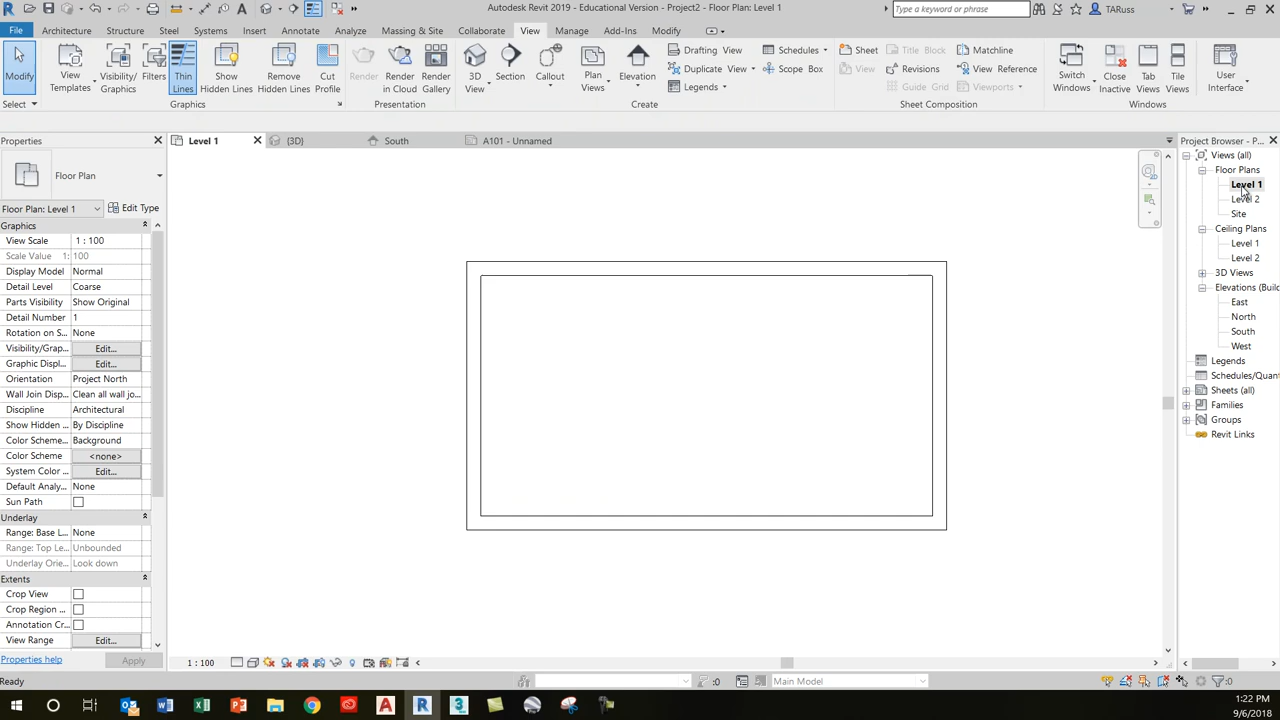 Autodesk Revit 2019 - Educational Version - Project2 - Floor Plan: Level 1
Type a keyword or phrase
TARuss
File Architecture Structure Steel Systems Insert Annotate Analyze Massing & Site Collaborate View Manage Add-Ins Modify
Modify
View Templates
Visibility/ Graphics
Filters
Thin Lines
Show Hidden Lines
Remove Hidden Lines
Cut Profile
Render
Render in Cloud
Render Gallery
3D View
Section
Callout
Plan Views
Elevation
Drafting View
Duplicate View
Legends
Schedules
Scope Box
Sheet
View
Title Block
Revisions
Guide Grid
Matchline
View Reference
Viewports
Switch Windows
Close Inactive
Tab Views
Tile Views
User Interface
Select
Graphics
Presentation
Create
Sheet Composition
Windows
Properties
Level 1
{3D}
South
A101 - Unnamed
Project Browser - P...
Floor Plan
Floor Plan: Level 1
Edit Type
Graphics
View Scale 1 : 100
Scale Value 1: 100
Display Model Normal
Detail Level Coarse
Parts Visibility Show Original
Detail Number 1
Rotation on S... None
Visibility/Grap... Edit...
Graphic Displ... Edit...
Orientation Project North
Wall Join Disp... Clean all wall jo...
Discipline Architectural
Show Hidden ... By Discipline
Color Scheme... Background
Color Scheme <none>
System Color ... Edit...
Default Analy... None
Sun Path
Underlay
Range: Base L... None
Range: Top Le... Unbounded
Underlay Orie... Look down
Extents
Crop View
Crop Region ...
Annotation Cr...
View Range Edit...
Properties help
Apply
Views (all)
Floor Plans
Level 1
Level 2
Site
Ceiling Plans
Level 1
Level 2
3D Views
Elevations (Build
East
North
South
West
Legends
Schedules/Quant
Sheets (all)
Families
Groups
Revit Links
1 : 100
Ready
:0
Main Model
:0
1:22 PM
9/6/2018